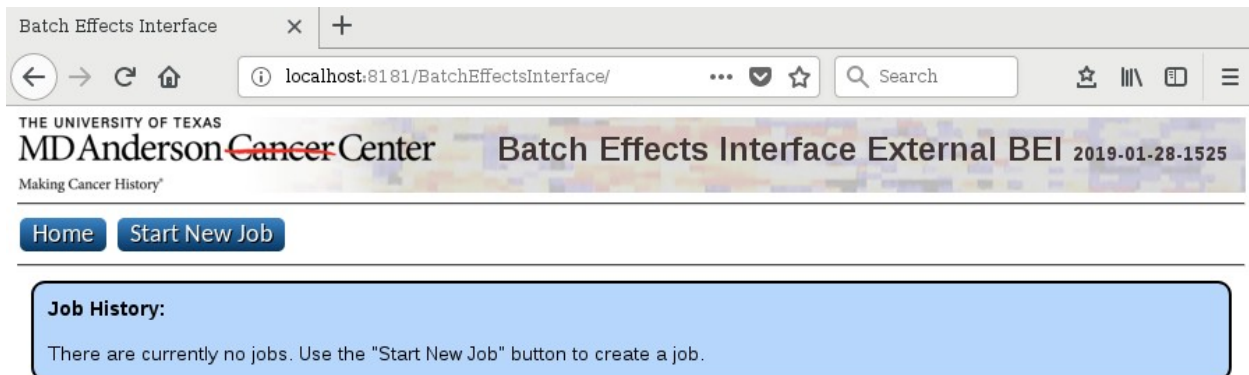 Batch Effects Interface
localhost:8181/BatchEffectsInterface/
Search
THE UNIVERSITY OF TEXAS
MDAnderson Cancer Center
Making Cancer History®
Batch Effects Interface External BEI 2019-01-28-1525
Home Start New Job
Job History:
There are currently no jobs. Use the "Start New Job" button to create a job.